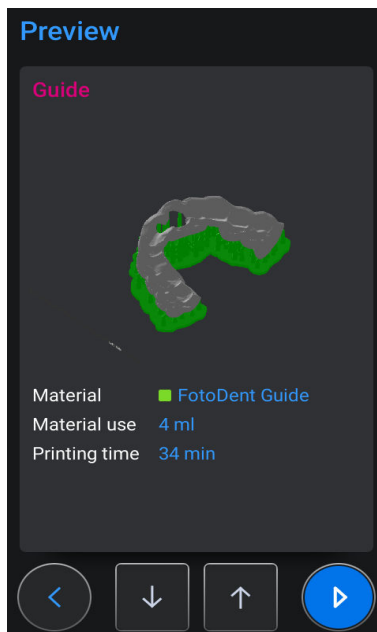 Preview
Guide
Material FotoDent Guide
Material use 4 ml
Printing time 34 min